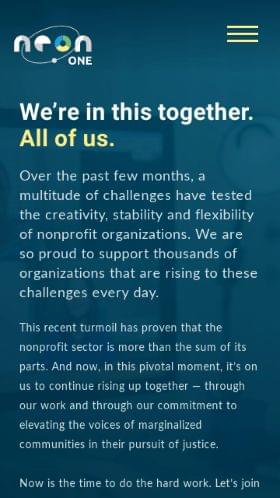 neon
ONE
We’re in this together.
All of us.
Over the past few months, a
multitude of challenges have tested
the creativity, stability and flexibility
of nonprofit organizations. We are
so proud to support thousands of
organizations that are rising to these
challenges every day.
This recent turmoil has proven that the
nonprofit sector is more than the sum of its
parts. And now, in this pivotal moment, it's on
us to continue rising up together — through
our work and through our commitment to
elevating the voices of marginalized
communities in their pursuit of justice.
Now is the time to do the hard work. Let's join